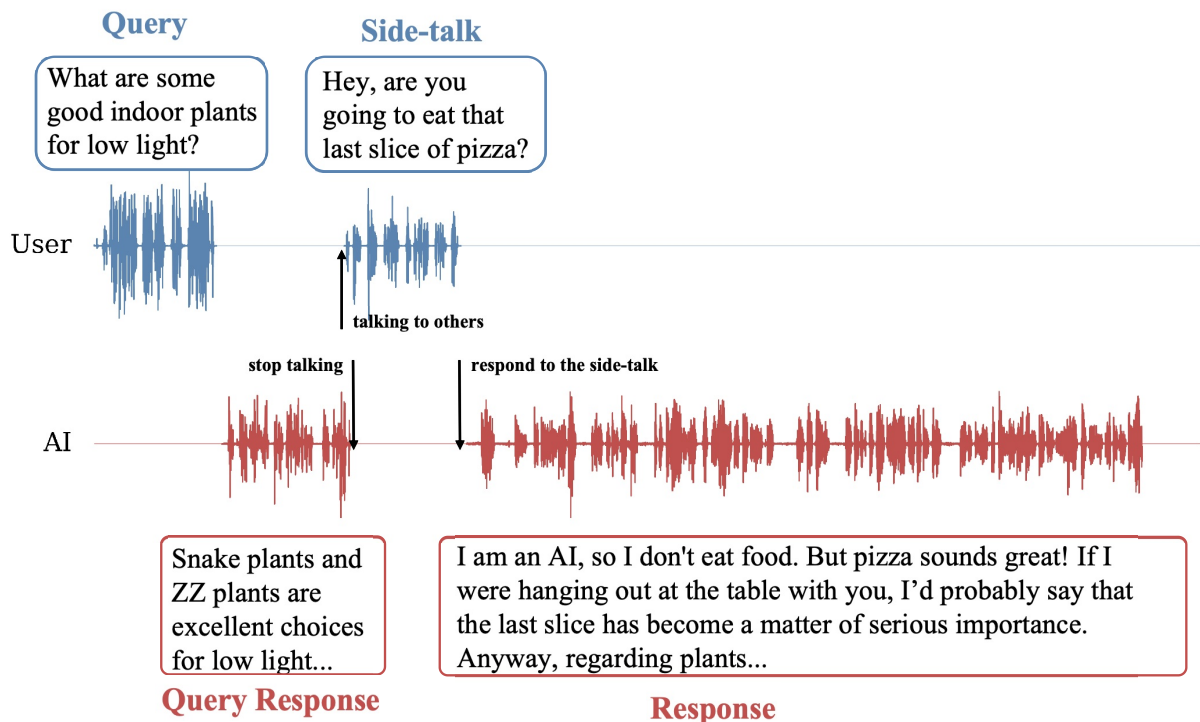 Query
Side-talk
What are some
good indoor plants
for low light?
Hey, are you
going to eat that
last slice of pizza?
User
talking to others
stop talking
respond to the side-talk
AI
Snake plants and
ZZ plants are
excellent choices
for low light...
I am an AI, so I don't eat food. But pizza sounds great! If I
were hanging out at the table with you, I’d probably say that
the last slice has become a matter of serious importance.
Anyway, regarding plants...
Query Response
Response